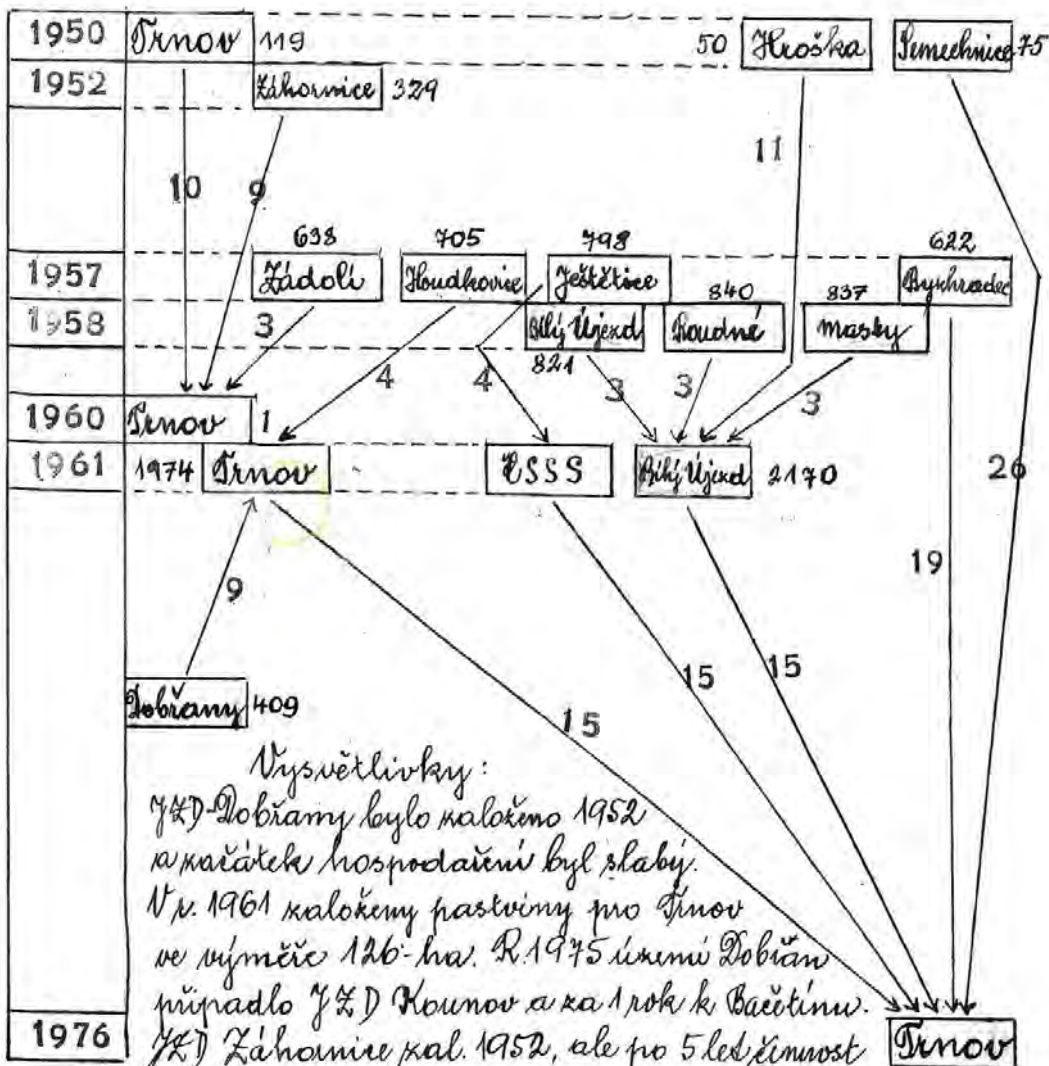 1950 Trnov 119 50 Hroška Semechnice 75
1952 Záhornice 329
11
10 9
638 705 798 622
1957 Zádolí Houdkovice Ještětice Byzhradec
840 837
1958 3 Bílý Újezd Roudné Masty
821
4 4 3 3 3
1960 Trnov 1
1961 1974 Trnov ČSSS Bílý Újezd 2170 26
19
9
15 15
Dobřany 409
15
Vysvětlivky:
JZD-Dobřany bylo založeno 1952
a začátek hospodaření byl slabý.
V r. 1961 založeny pastviny pro Trnov
ve výměře 126-ha. R.1975 území Dobřan
připadlo JZD Kounov a za 1 rok k Bačetínu.
1976 JZD Záhornice zal. 1952, ale po 5 let činnost Trnov